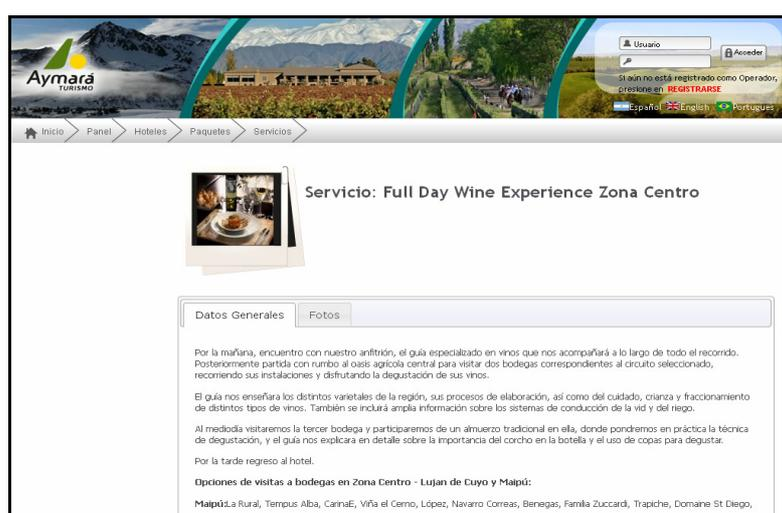 Aymará
TURISMO
Usuario
Acceder
Si aún no está registrado como Operador,
presione en REGISTRARSE
Español English Portugues
Inicio Panel Hoteles Paquetes Servicios
Servicio: Full Day Wine Experience Zona Centro
Datos Generales Fotos
Por la mañana, encuentro con nuestro anfitrión, el guía especializado en vinos que nos acompañará a lo largo de todo el recorrido.
Posteriormente partida con rumbo al oasis agrícola central para visitar dos bodegas correspondientes al circuito seleccionado,
recorriendo sus instalaciones y disfrutando la degustación de sus vinos.
El guía nos enseñara los distintos varietales de la región, sus procesos de elaboración, así como del cuidado, crianza y fraccionamiento
de distintos tipos de vinos. También se incluirá amplia información sobre los sistemas de conducción de la vid y del riego.
Al mediodía visitaremos la tercer bodega y participaremos de un almuerzo tradicional en ella, donde pondremos en práctica la técnica
de degustación, y el guía nos explicara en detalle sobre la importancia del corcho en la botella y el uso de copas para degustar.
Por la tarde regreso al hotel.
Opciones de visitas a bodegas en Zona Centro - Lujan de Cuyo y Maipú:
Maipú:La Rural, Tempus Alba, CarinaE, Viña el Cerno, López, Navarro Correas, Benegas, Familia Zuccardi, Trapiche, Domaine St Diego,